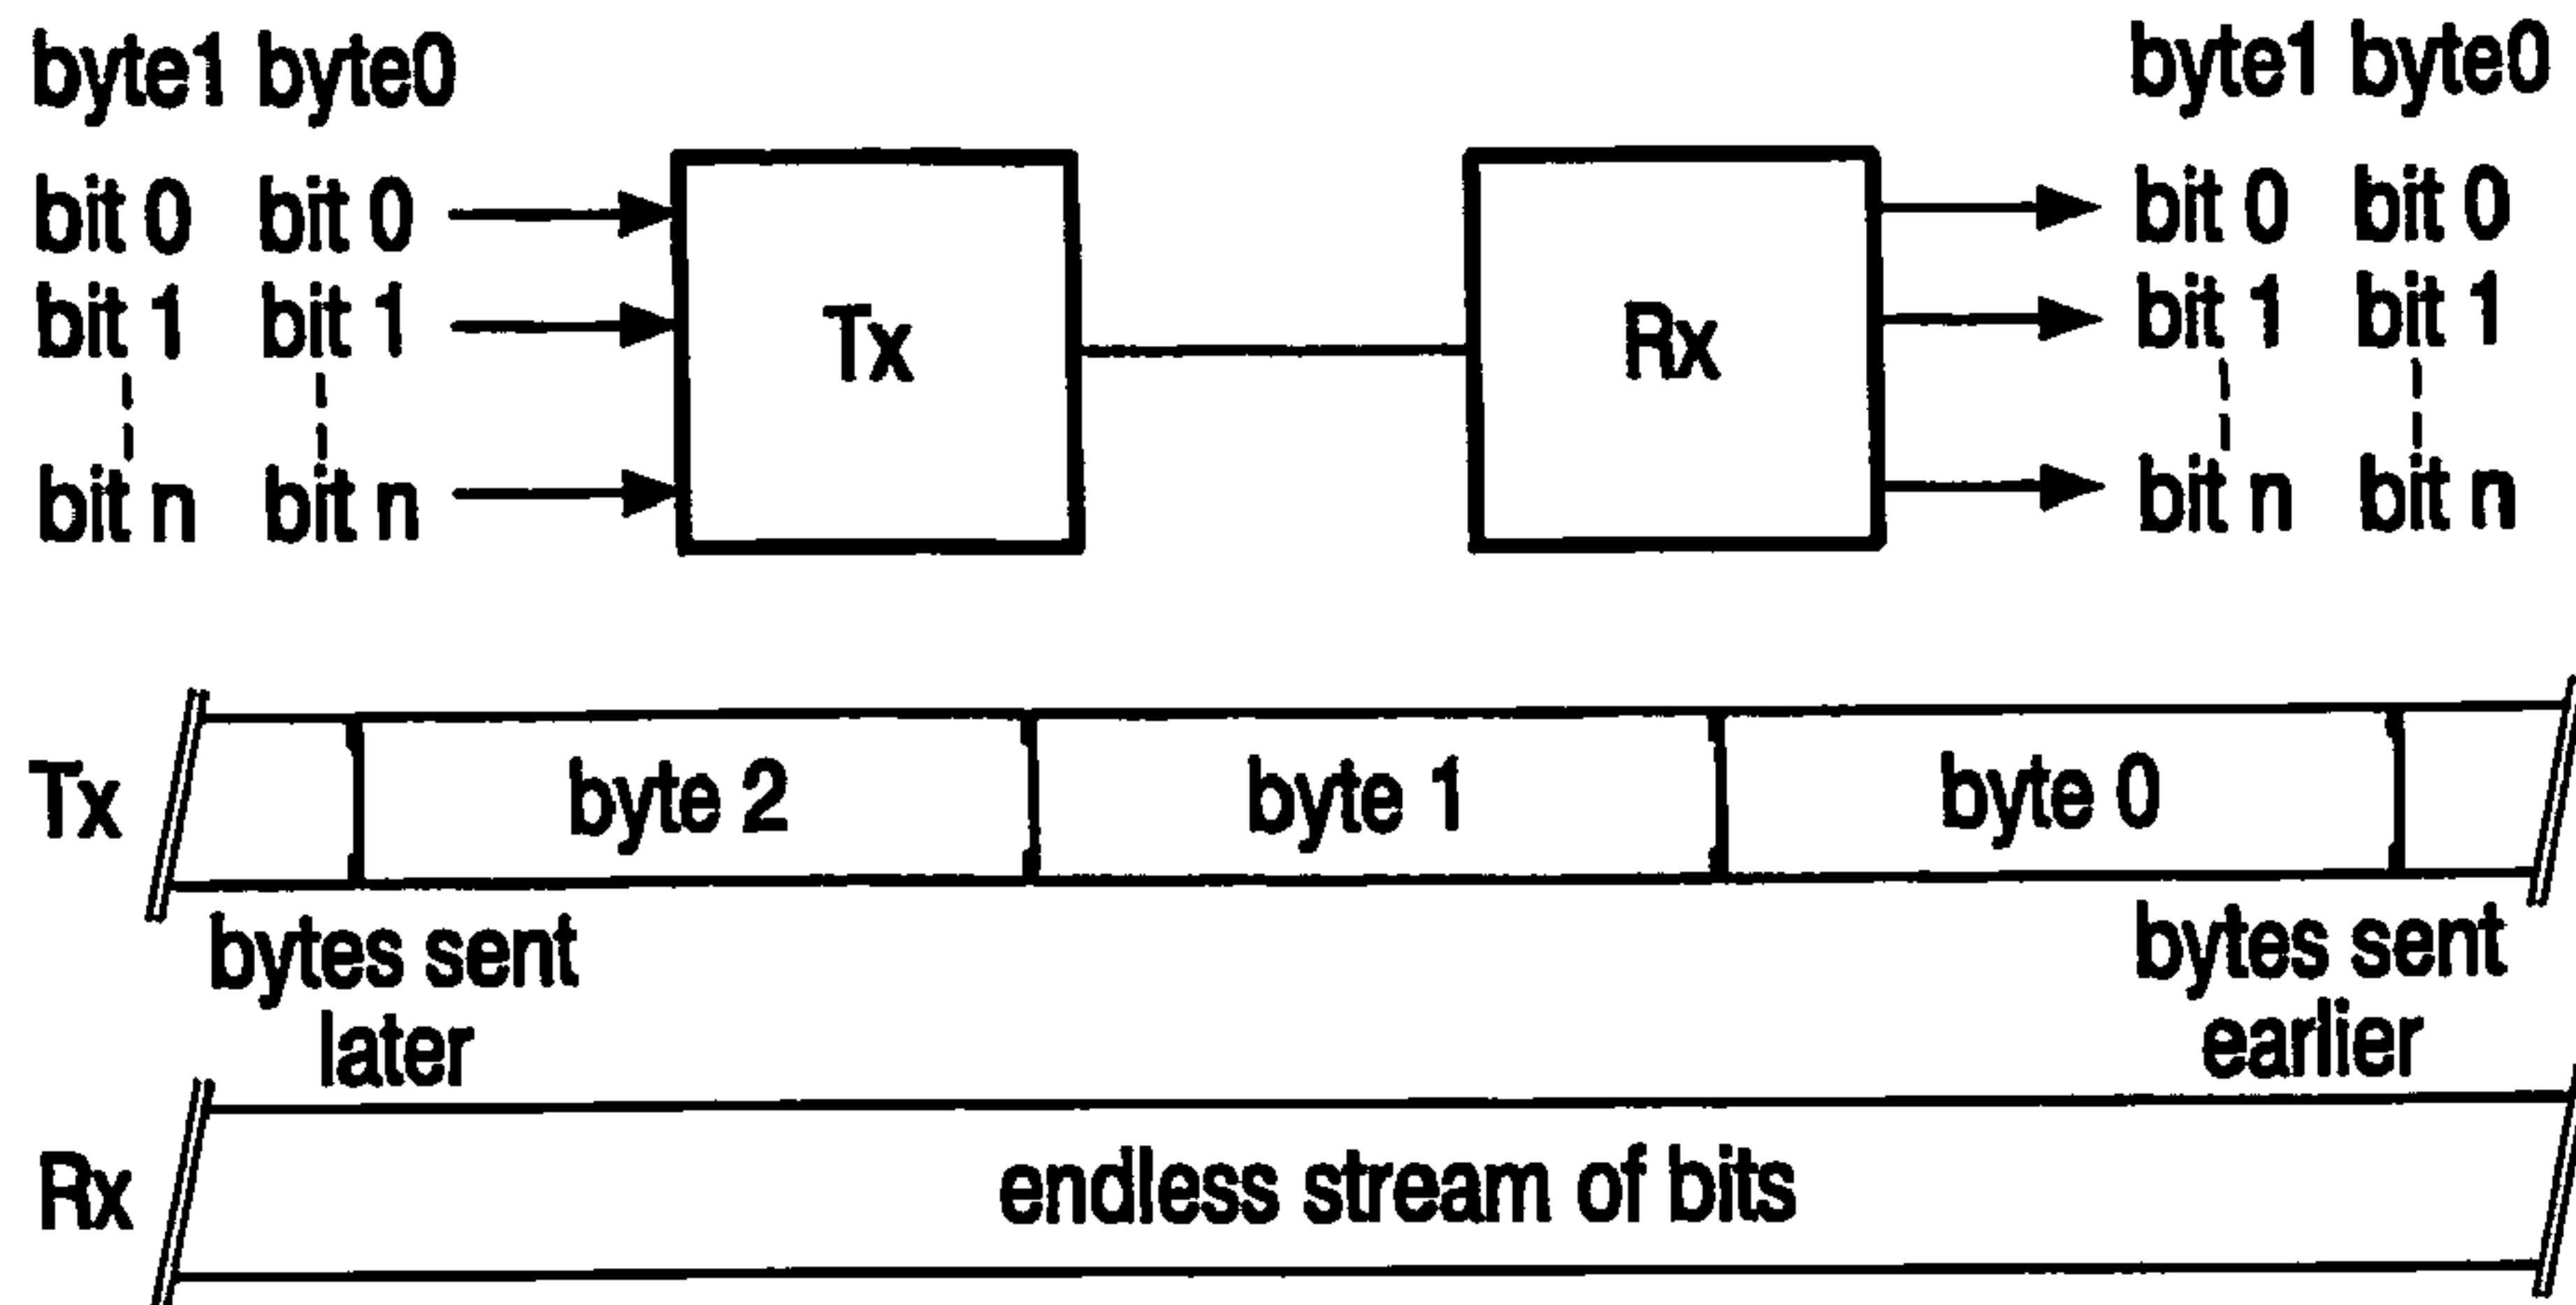 byte1 byte0 byte1 byte0
bit 0 bit 0 bit 0 bit 0
bit 1 bit 1 Tx Rx bit 1 bit 1
bit n bit n bit n bit n
Tx byte 2 byte 1 byte 0
bytes sent bytes sent
later earlier
Rx endless stream of bits